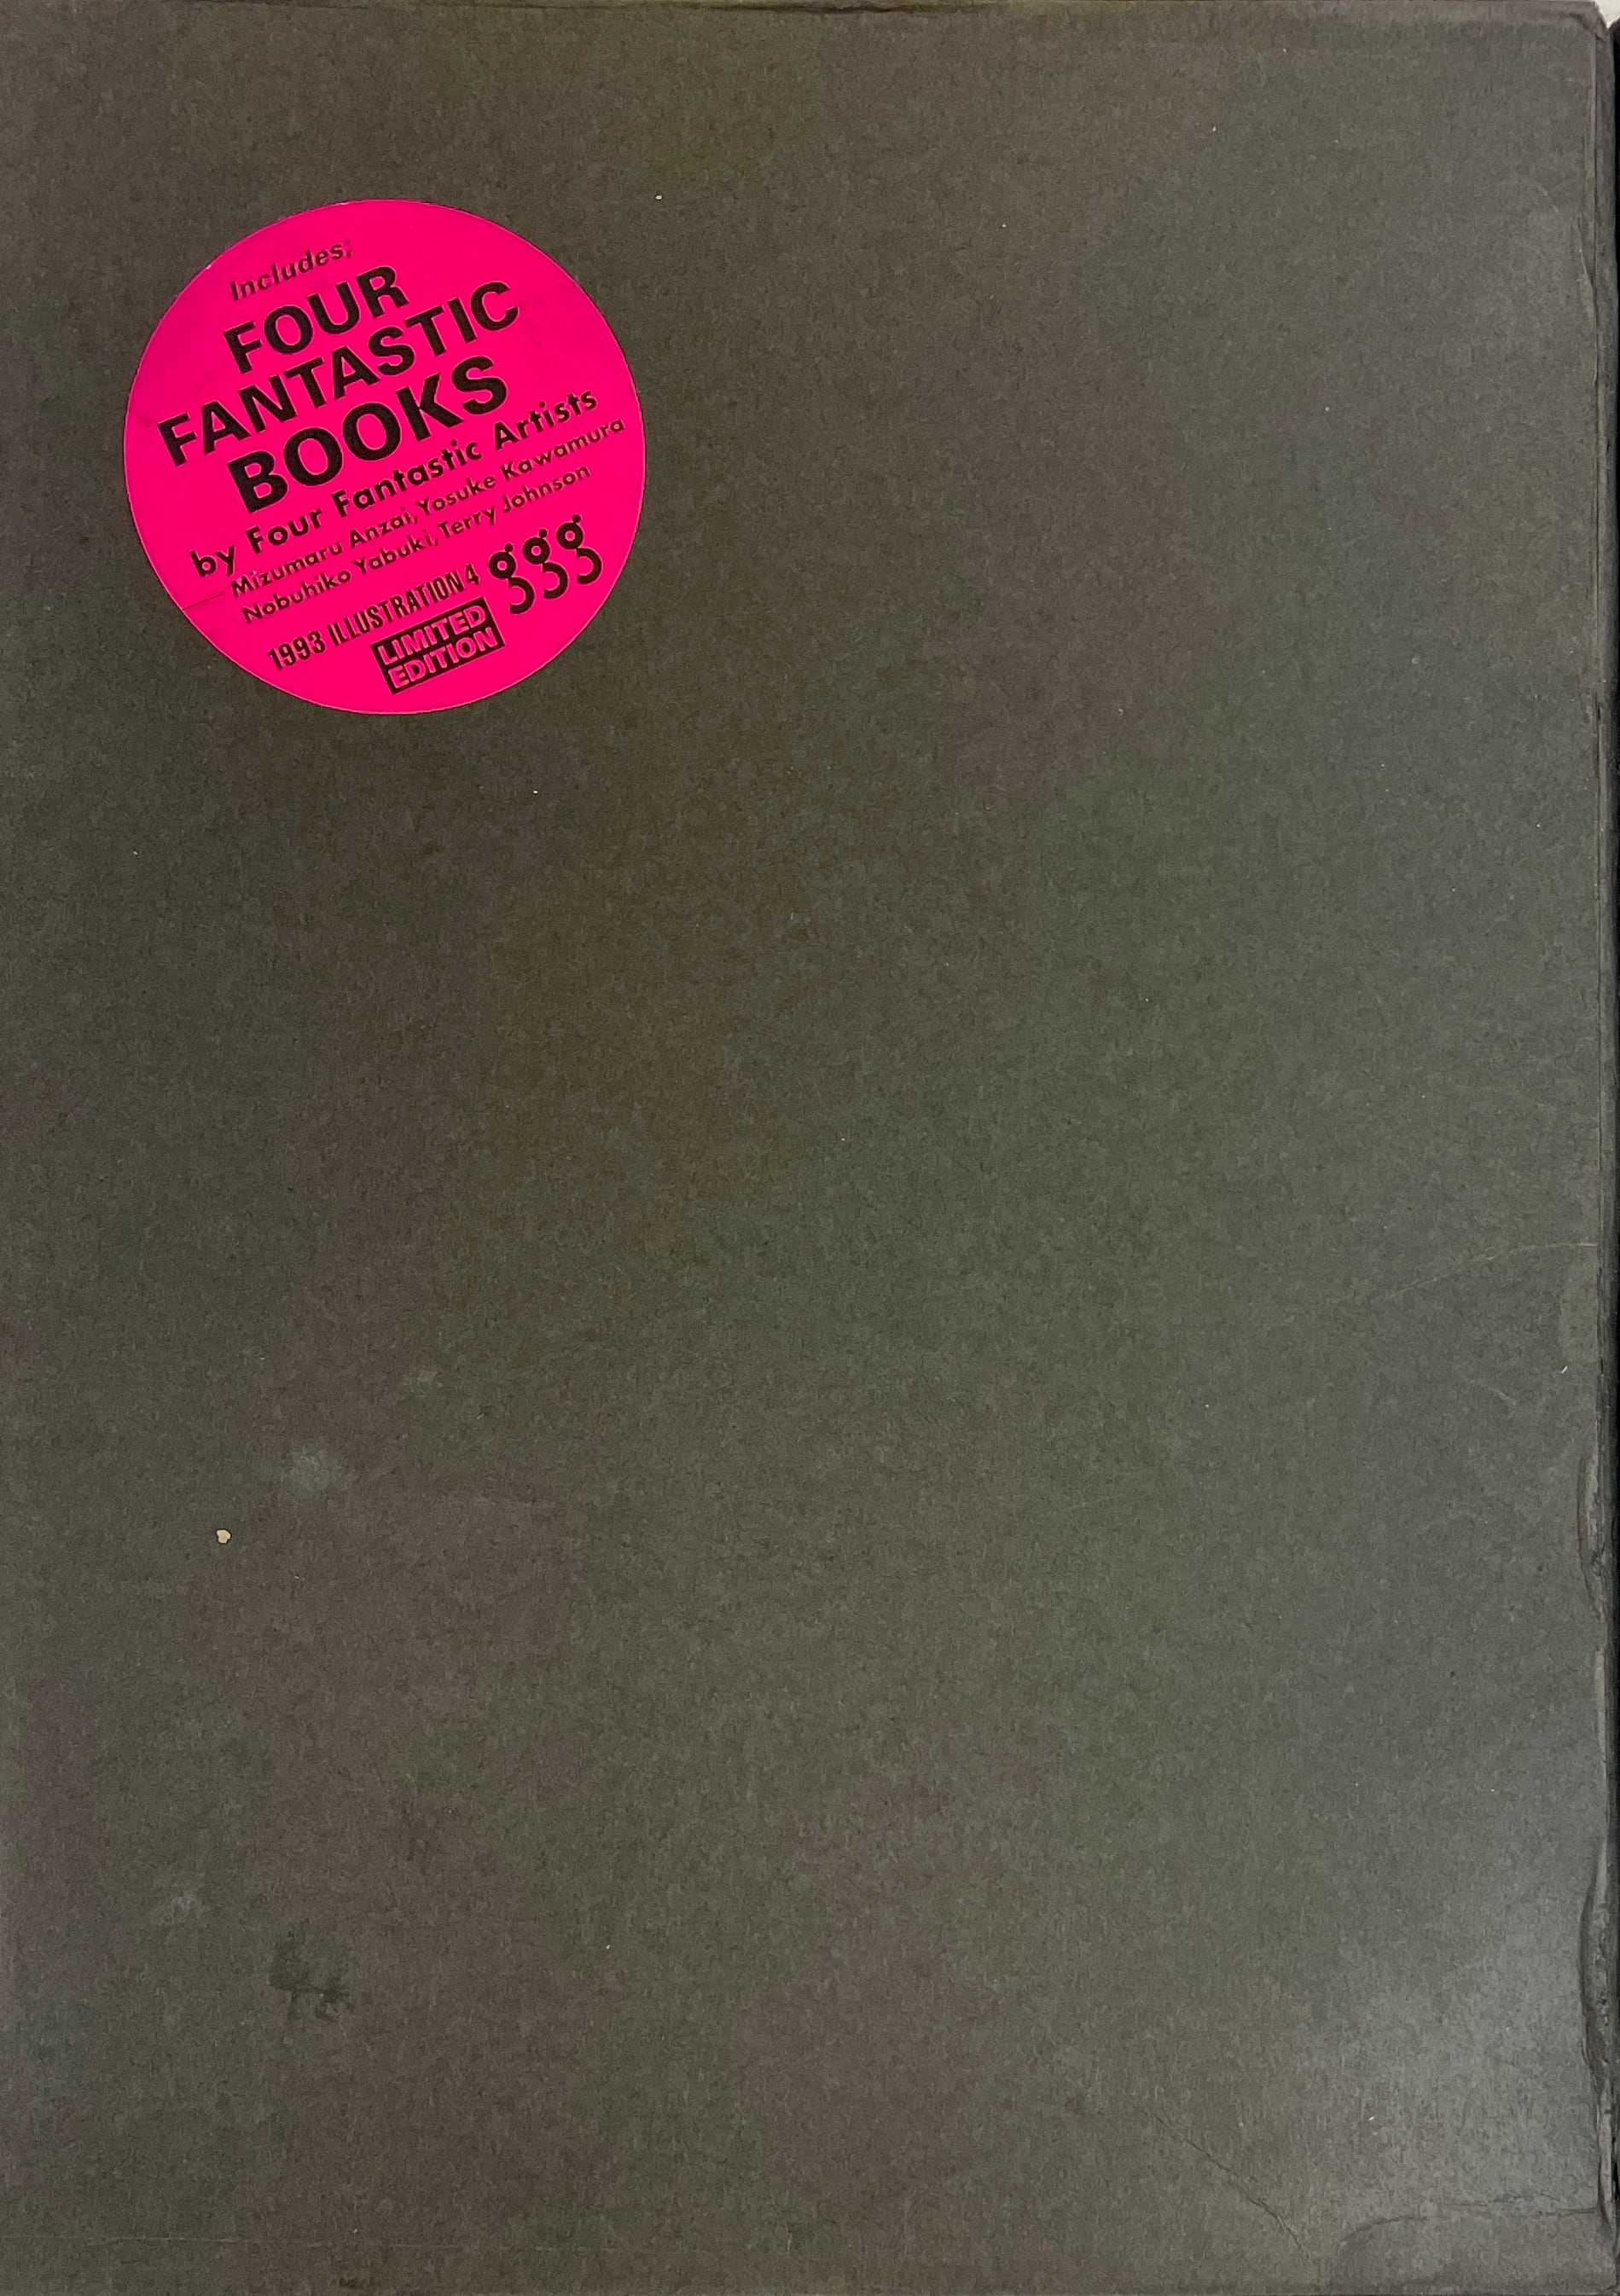 Includes;
FOUR
FANTASTIC
BOOKS
by Four Fantastic Artists
Mizumaru Anzai, Yosuke Kawamura
Nobuhiko Yabuki, Terry Johnson
1993 ILLUSTRATION 4 ggg
LIMITED
EDITION